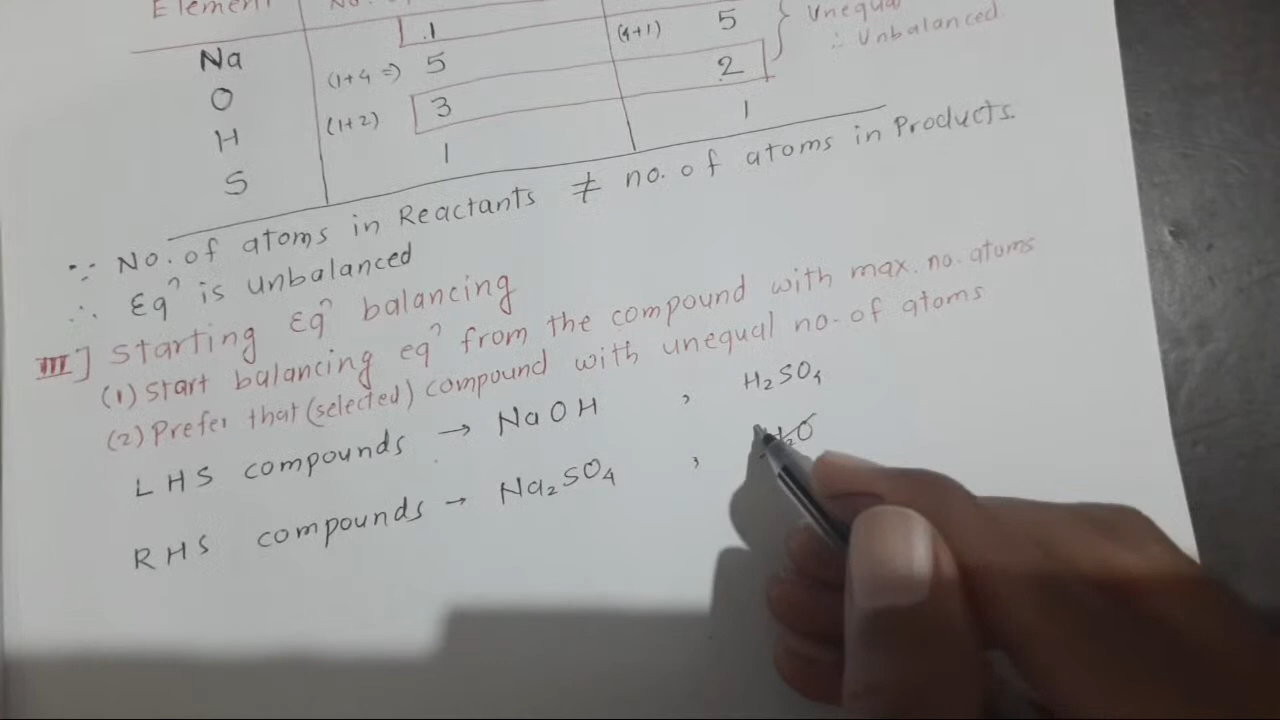 Element No.
Na 1 (4+1) 5 } Unequal
O (1+4 =) 5 2 ∴ Unbalanced
H (1+2) 3 1
S 1
∵ No. of atoms in Reactants ≠ no. of atoms in Products.
∴ Eqⁿ is Unbalanced
III] Starting Eqⁿ balancing
(1) Start balancing eqⁿ from the compound with max. no. atoms
(2) Prefer that (selected) compound with unequal no. of atoms
LHS compounds → NaOH , H₂SO₄
RHS compounds → Na₂SO₄ , H₂O